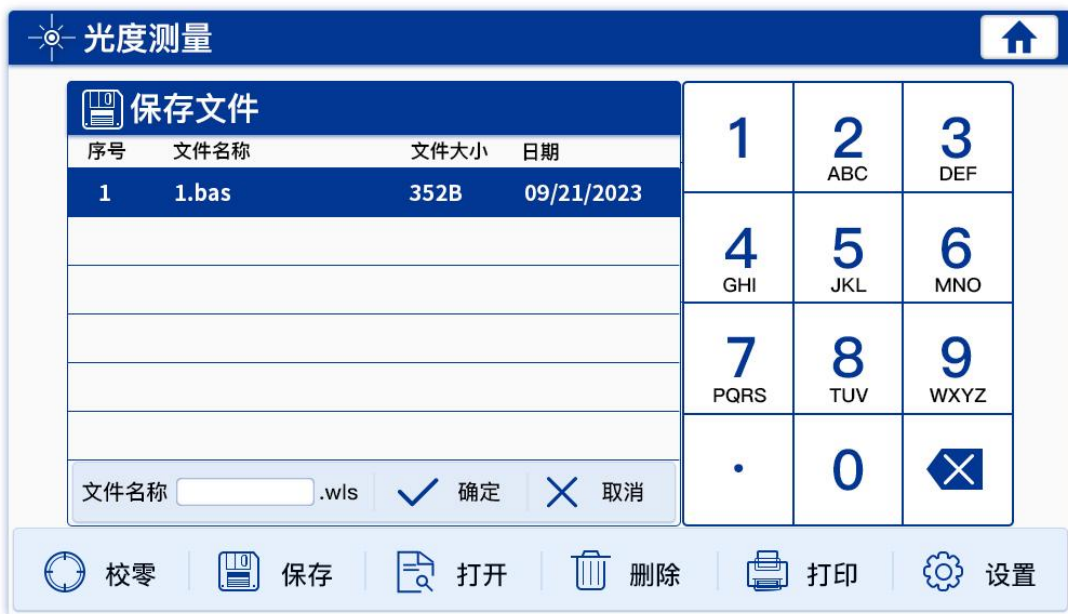 光度测量
保存文件
序号 文件名称 文件大小 日期
1 1.bas 352B 09/21/2023
文件名称 .wls 确定 取消
1 2 3
ABC DEF
4 5 6
GHI JKL MNO
7 8 9
PQRS TUV WXYZ
. 0
校零 保存 打开 删除 打印 设置